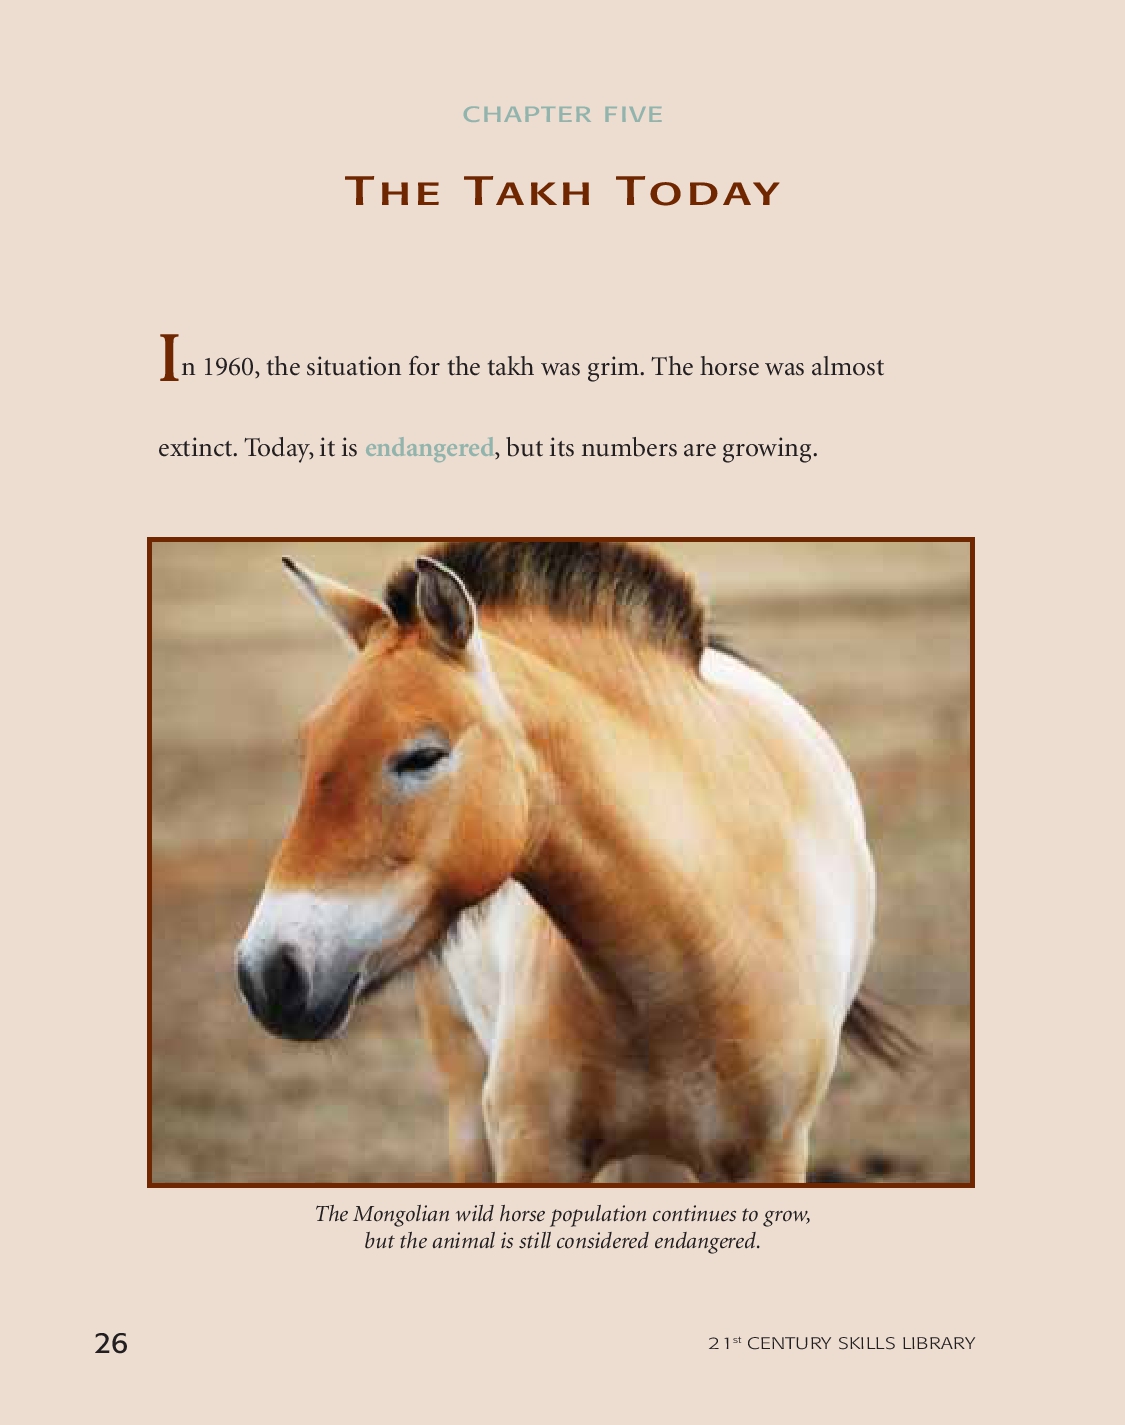 CHAPTER FIVE
THE TAKH TODAY
In 1960, the situation for the takh was grim. The horse was almost
extinct. Today, it is endangered, but its numbers are growing.
The Mongolian wild horse population continues to grow,
but the animal is still considered endangered.
26
21st CENTURY SKILLS LIBRARY